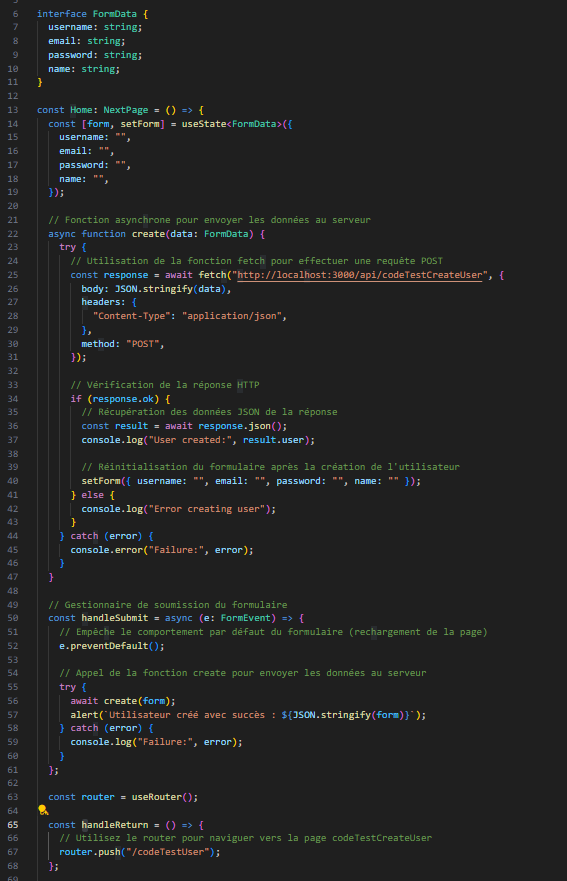 6 interface FormData {
7 username: string;
8 email: string;
9 password: string;
10 name: string;
11 }
12
13 const Home: NextPage = () => {
14 const [form, setForm] = useState<FormData>({
15 username: "",
16 email: "",
17 password: "",
18 name: "",
19 });
20
21 // Fonction asynchrone pour envoyer les données au serveur
22 async function create(data: FormData) {
23 try {
24 // Utilisation de la fonction fetch pour effectuer une requête POST
25 const response = await fetch("http://localhost:3000/api/codeTestCreateUser", {
26 body: JSON.stringify(data),
27 headers: {
28 "Content-Type": "application/json",
29 },
30 method: "POST",
31 });
32
33 // Vérification de la réponse HTTP
34 if (response.ok) {
35 // Récupération des données JSON de la réponse
36 const result = await response.json();
37 console.log("User created:", result.user);
38
39 // Réinitialisation du formulaire après la création de l'utilisateur
40 setForm({ username: "", email: "", password: "", name: "" });
41 } else {
42 console.log("Error creating user");
43 }
44 } catch (error) {
45 console.error("Failure:", error);
46 }
47 }
48
49 // Gestionnaire de soumission du formulaire
50 const handleSubmit = async (e: FormEvent) => {
51 // Empêche le comportement par défaut du formulaire (rechargement de la page)
52 e.preventDefault();
53
54 // Appel de la fonction create pour envoyer les données au serveur
55 try {
56 await create(form);
57 alert(`Utilisateur créé avec succès : ${JSON.stringify(form)}`);
58 } catch (error) {
59 console.log("Failure:", error);
60 }
61 };
62
63 const router = useRouter();
64
65 const handleReturn = () => {
66 // Utilisez le router pour naviguer vers la page codeTestCreateUser
67 router.push("/codeTestUser");
68 };
69